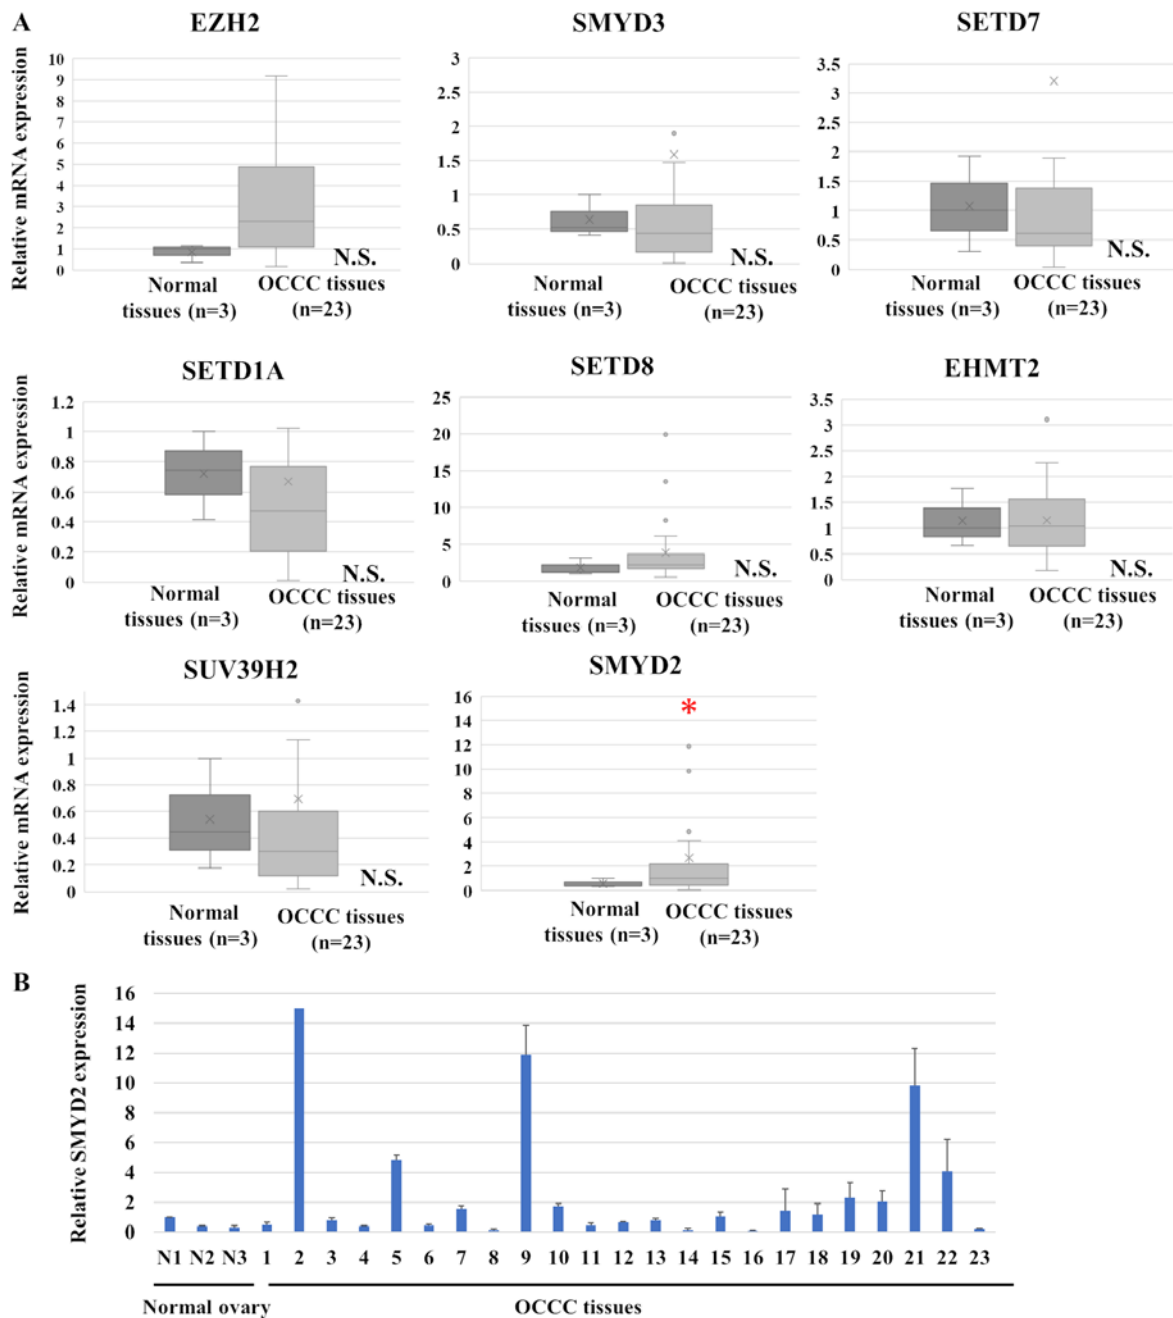 A
EZH2
SMYD3
SETD7
Relative mRNA expression
10
9
8
7
6
5
4
3
2
1
0
3
2.5
2
1.5
1
0.5
0
3.5
3
2.5
2
1.5
1
0.5
0
N.S.
N.S.
N.S.
Normal
tissues (n=3)
OCCC tissues
(n=23)
Normal
tissues (n=3)
OCCC tissues
(n=23)
Normal
tissues (n=3)
OCCC tissues
(n=23)
SETD1A
SETD8
EHMT2
Relative mRNA expression
1.2
1
0.8
0.6
0.4
0.2
0
25
20
15
10
5
0
3.5
3
2.5
2
1.5
1
0.5
0
N.S.
N.S.
N.S.
Normal
tissues (n=3)
OCCC tissues
(n=23)
Normal
tissues (n=3)
OCCC tissues
(n=23)
Normal
tissues (n=3)
OCCC tissues
(n=23)
SUV39H2
SMYD2
Relative mRNA expression
1.4
1.2
1
0.8
0.6
0.4
0.2
0
16
14
12
10
8
6
4
2
0
*
N.S.
Normal
tissues (n=3)
OCCC tissues
(n=23)
Normal
tissues (n=3)
OCCC tissues
(n=23)
B
Relative SMYD2 expression
16
14
12
10
8
6
4
2
0
N1 N2 N3 1 2 3 4 5 6 7 8 9 10 11 12 13 14 15 16 17 18 19 20 21 22 23
Normal ovary
OCCC tissues